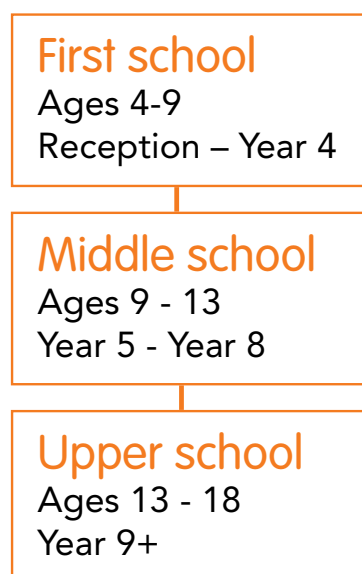 First school
Ages 4-9
Reception – Year 4
Middle school
Ages 9 - 13
Year 5 - Year 8
Upper school
Ages 13 - 18
Year 9+